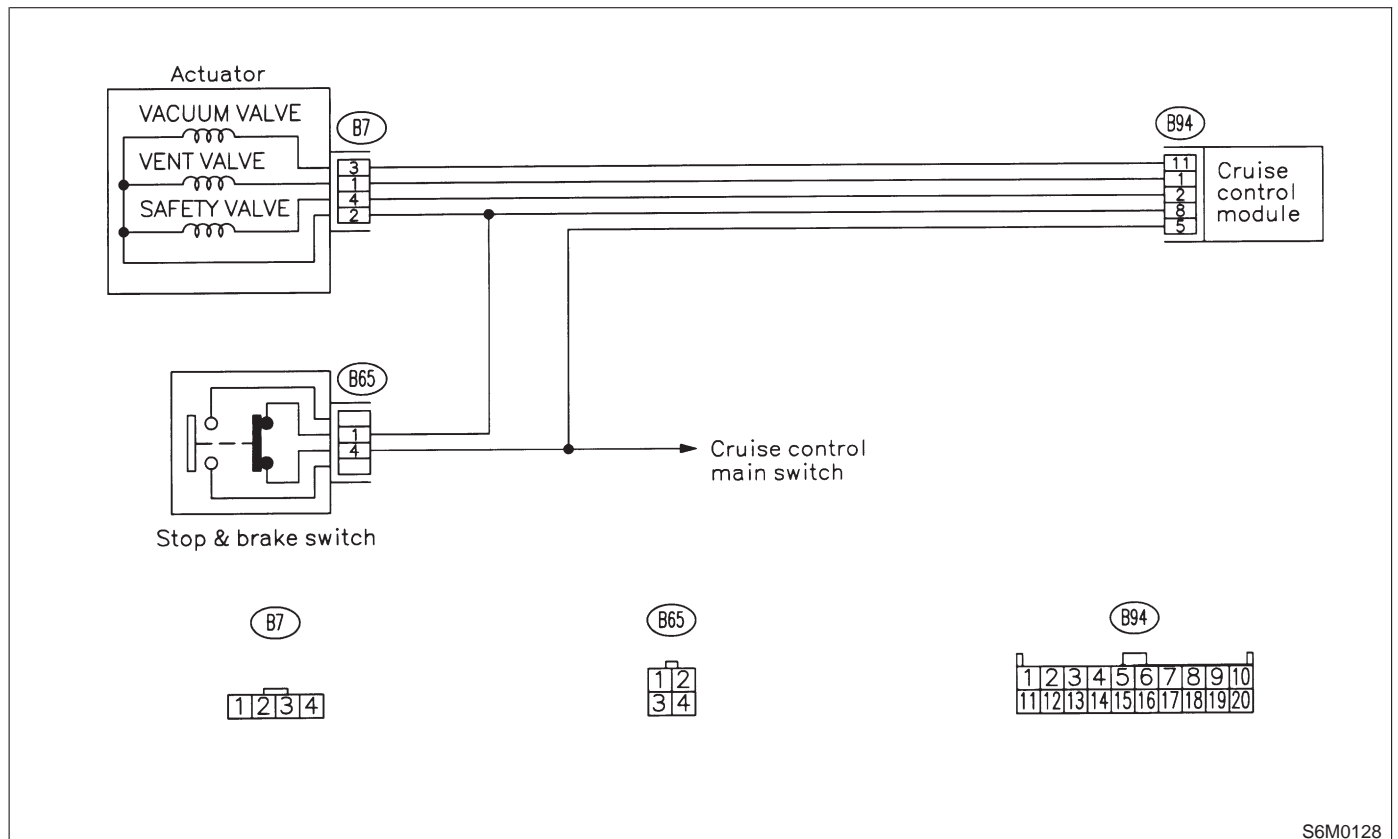 Actuator
VACUUM VALVE
VENT VALVE
SAFETY VALVE
B7
3
1
4
2
B94
11
1
2
8
5
Cruise
control
module
B65
1
4
Cruise control
main switch
Stop & brake switch
B7
1 2 3 4
B65
1 2
3 4
B94
1 2 3 4 5 6 7 8 9 10
11 12 13 14 15 16 17 18 19 20
S6M0128